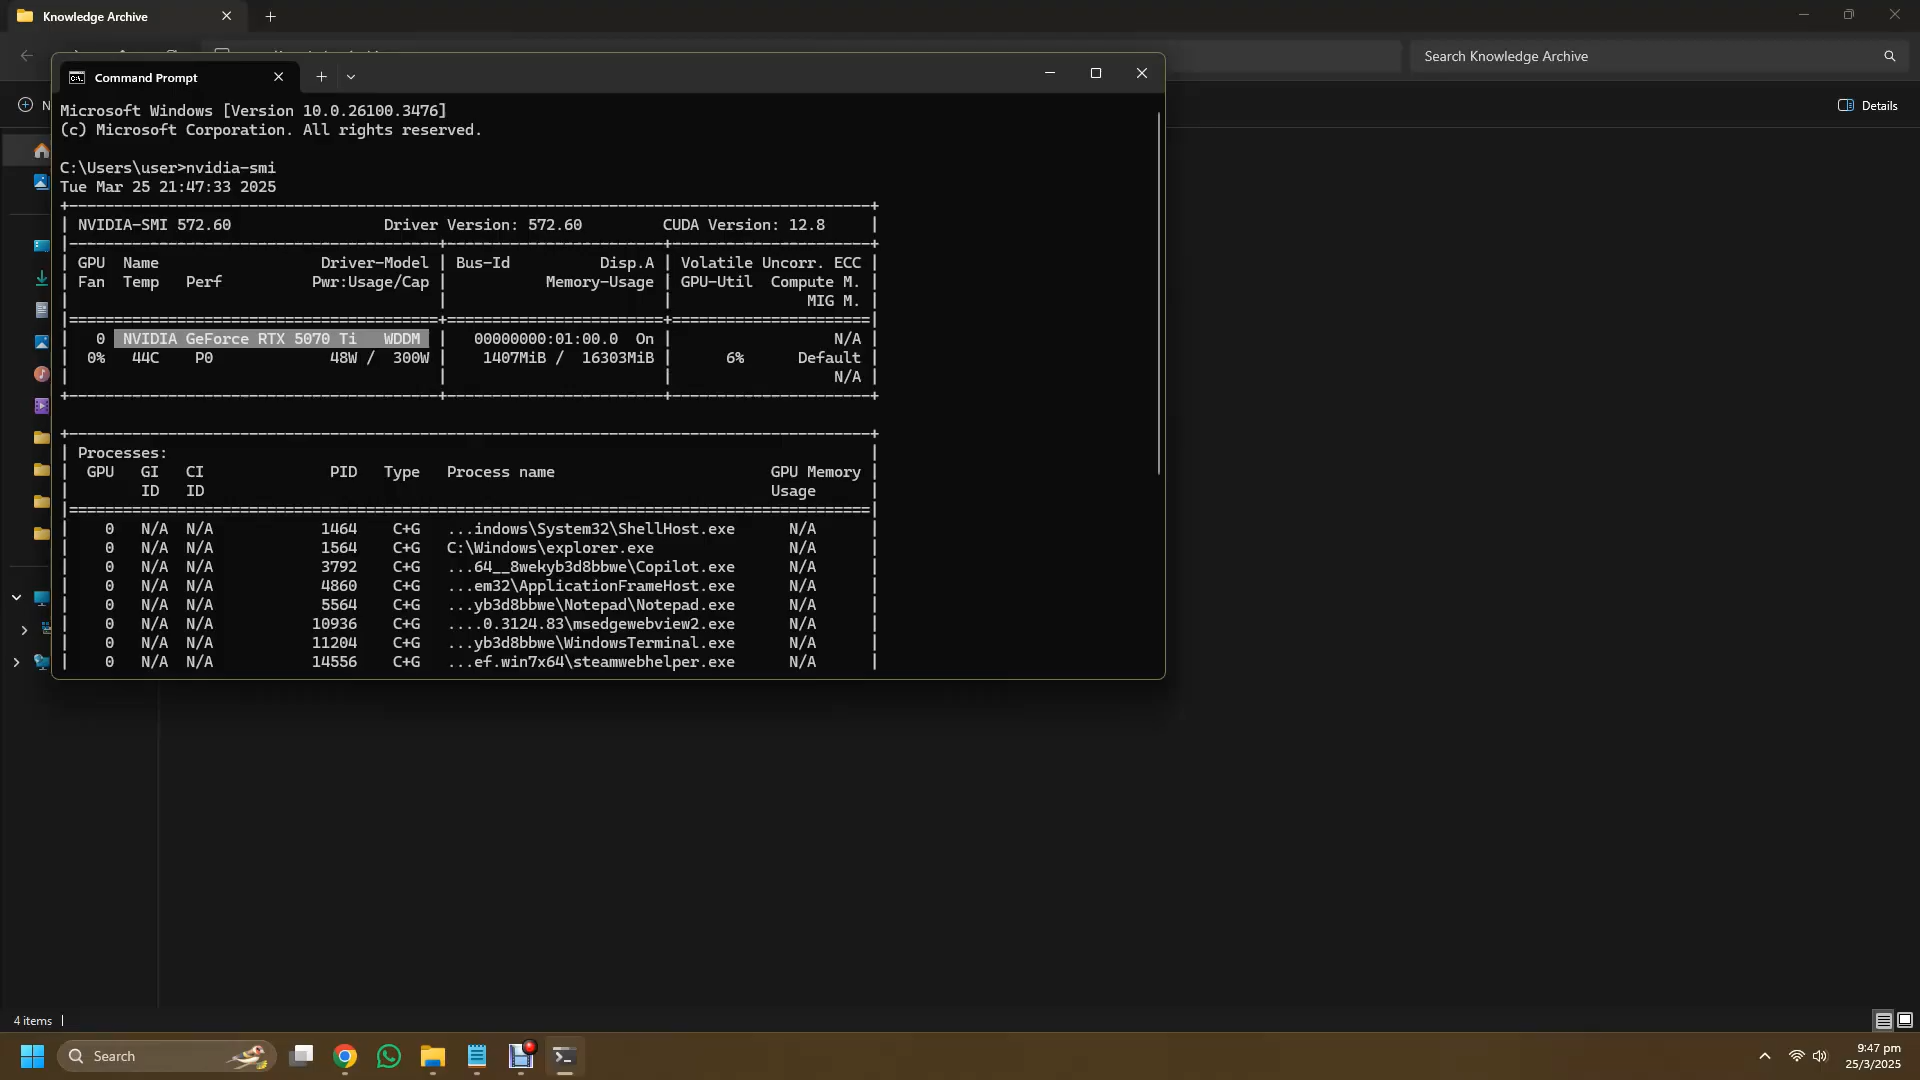 Knowledge Archive
Search Knowledge Archive
Command Prompt
N
Details
Microsoft Windows [Version 10.0.26100.3476]
(c) Microsoft Corporation. All rights reserved.
C:\Users\user>nvidia-smi
Tue Mar 25 21:47:33 2025
NVIDIA-SMI 572.60 Driver Version: 572.60 CUDA Version: 12.8
GPU Name Driver-Model | Bus-Id Disp.A | Volatile Uncorr. ECC
Fan Temp Perf Pwr:Usage/Cap | Memory-Usage | GPU-Util Compute M.
MIG M.
0 NVIDIA GeForce RTX 5070 Ti WDDM | 00000000:01:00.0 On | N/A
0% 44C P0 48W / 300W | 1407MiB / 16303MiB | 6% Default
N/A
Processes:
GPU GI CI PID Type Process name GPU Memory
ID ID Usage
0 N/A N/A 1464 C+G ...indows\System32\ShellHost.exe N/A
0 N/A N/A 1564 C+G C:\Windows\explorer.exe N/A
0 N/A N/A 3792 C+G ...64__8wekyb3d8bbwe\Copilot.exe N/A
0 N/A N/A 4860 C+G ...em32\ApplicationFrameHost.exe N/A
0 N/A N/A 5564 C+G ...yb3d8bbwe\Notepad\Notepad.exe N/A
0 N/A N/A 10936 C+G ....0.3124.83\msedgewebview2.exe N/A
0 N/A N/A 11204 C+G ...yb3d8bbwe\WindowsTerminal.exe N/A
0 N/A N/A 14556 C+G ...ef.win7x64\steamwebhelper.exe N/A
4 items
Search
9:47 pm
25/3/2025